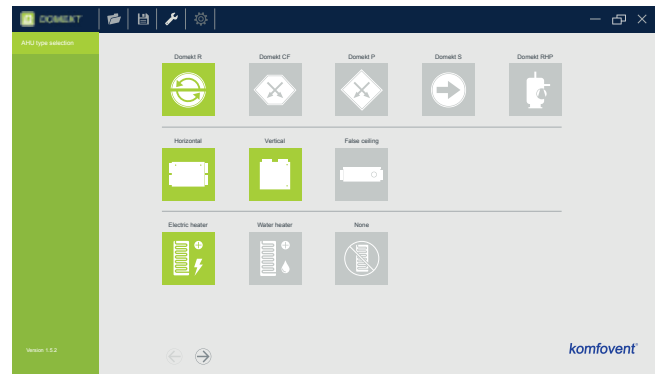 DOMEKT
AHU type selection
Domekt R Domekt CF Domekt P Domekt S Domekt RHP
Horizontal Vertical False ceiling
Electric heater Water heater None
Version 1.5.2
komfovent